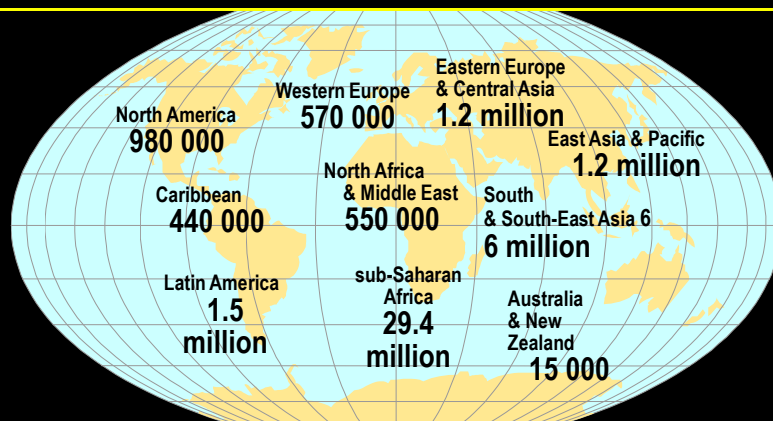 Eastern Europe
& Central Asia
1.2 million
Western Europe
570 000
North America
980 000
East Asia & Pacific
1.2 million
North Africa
& Middle East
550 000
Caribbean
440 000
South
& South-East Asia 6
6 million
sub-Saharan
Africa
29.4
million
Latin America
1.5
million
Australia
& New
Zealand
15 000